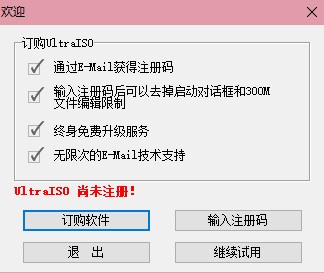 欢迎
订购UltraISO
通过E-Mail获得注册码
输入注册码后可以去掉启动对话框和300M
文件编辑限制
终身免费升级服务
无限次的E-Mail技术支持
UltraISO 尚未注册!
订购软件
输入注册码
退 出
继续试用